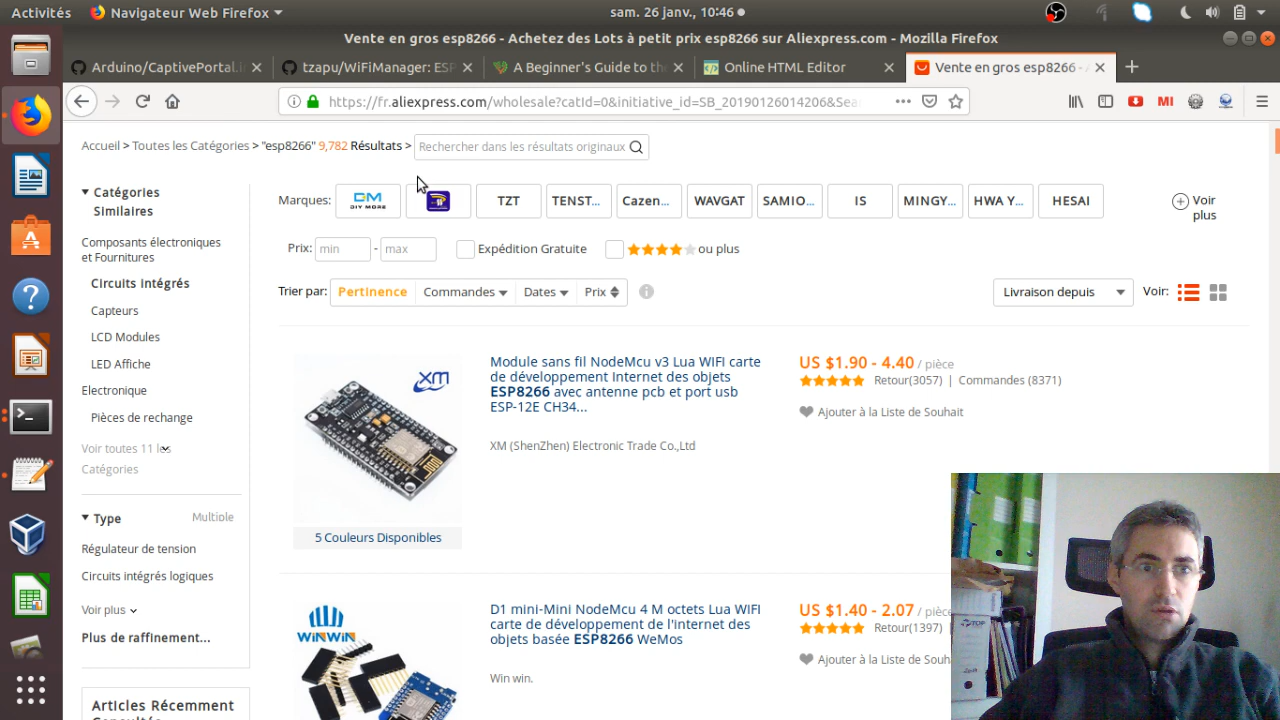 Activités
Navigateur Web Firefox
sam. 26 janv., 10:46
Vente en gros esp8266 - Achetez des Lots à petit prix esp8266 sur Aliexpress.com - Mozilla Firefox
Arduino/CaptivePortal.i
tzapu/WiFiManager: ESP
A Beginner's Guide to the
Online HTML Editor
Vente en gros esp8266 -
https://fr.aliexpress.com/wholesale?catId=0&initiative_id=SB_20190126014206&Sea
MI
Accueil > Toutes les Catégories > "esp8266" 9,782 Résultats >
Rechercher dans les résultats originaux
Catégories Similaires
Composants électroniques et Fournitures
Circuits intégrés
Capteurs
LCD Modules
LED Affiche
Electronique
Pièces de rechange
Voir toutes 11 les Catégories
Type
Multiple
Régulateur de tension
Circuits intégrés logiques
Voir plus
Plus de raffinement...
Articles Récemment
Marques:
DM
DIY MORE
TZT
TENST...
Cazen...
WAVGAT
SAMIO...
IS
MINGY...
HWA Y...
HESAI
Voir plus
Prix: min - max
Expédition Gratuite
ou plus
Trier par:
Pertinence
Commandes
Dates
Prix
Livraison depuis
Voir:
XM
5 Couleurs Disponibles
Module sans fil NodeMcu v3 Lua WIFI carte
de développement Internet des objets
ESP8266 avec antenne pcb et port usb
ESP-12E CH34...
XM (ShenZhen) Electronic Trade Co.,Ltd
US $1.90 - 4.40 / pièce
Retour(3057) | Commandes (8371)
Ajouter à la Liste de Souhait
WINWIN
D1 mini-Mini NodeMcu 4 M octets Lua WIFI
carte de développement de l'internet des
objets basée ESP8266 WeMos
Win win.
US $1.40 - 2.07 / pièce
Retour(1397) |
Ajouter à la Liste de Souha